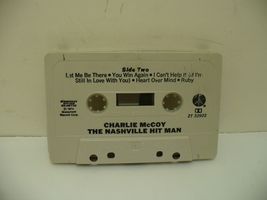 Side Two
Let Me Be There • You Win Again • I Can't Help It (If I'm
Still In Love With You) • Heart Over Mind • Ruby
ZT 32922
CHARLIE McCOY
THE NASHVILLE HIT MAN